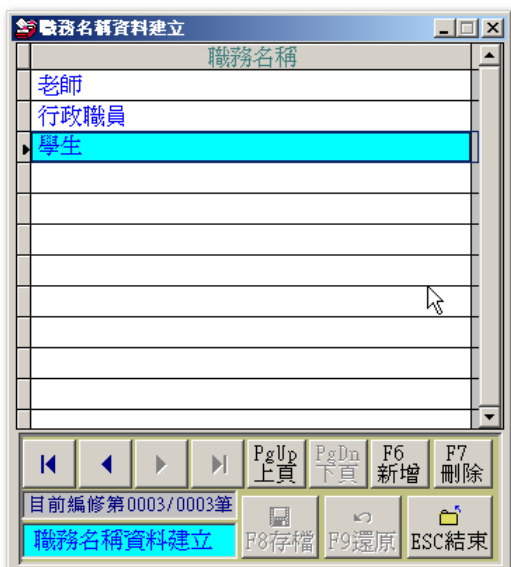 職務名稱資料建立
職務名稱
老師
行政職員
學生
PgUp
上頁
PgDn
下頁
F6
新增
F7
刪除
目前編修第0003/0003筆
職務名稱資料建立
F8存檔
F9還原
ESC結束